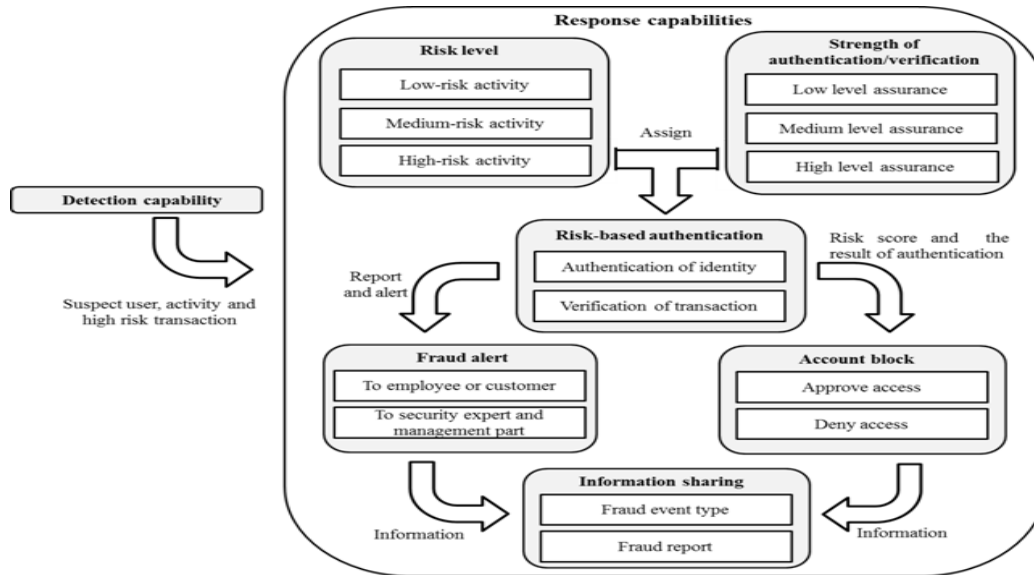 Response capabilities
Risk level
Low-risk activity
Medium-risk activity
High-risk activity
Strength of
authentication/verification
Low level assurance
Medium level assurance
High level assurance
Assign
Detection capability
Suspect user, activity and
high risk transaction
Risk-based authentication
Authentication of identity
Verification of transaction
Report
and alert
Risk score and the
result of authentication
Fraud alert
To employee or customer
To security expert and
management part
Account block
Approve access
Deny access
Information sharing
Fraud event type
Fraud report
Information
Information